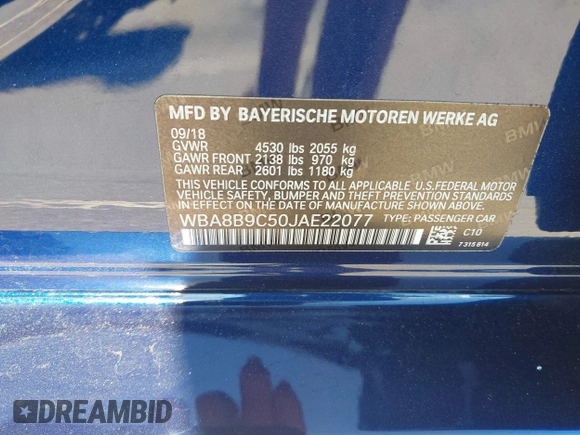 MFD BY BAYERISCHE MOTOREN WERKE AG
09/18
GVWR 4530 lbs 2055 kg
GAWR FRONT 2138 lbs 970 kg
GAWR REAR 2601 lbs 1180 kg
THIS VEHICLE CONFORMS TO ALL APPLICABLE U.S.FEDERAL MOTOR
VEHICLE SAFETY, BUMPER AND THEFT PREVENTION STANDARDS
IN EFFECT ON THE DATE OF MANUFACTURE SHOWN ABOVE.
WBA8B9C50JAE22077 TYPE: PASSENGER CAR
C10
7315814
BMW
DREAMBID